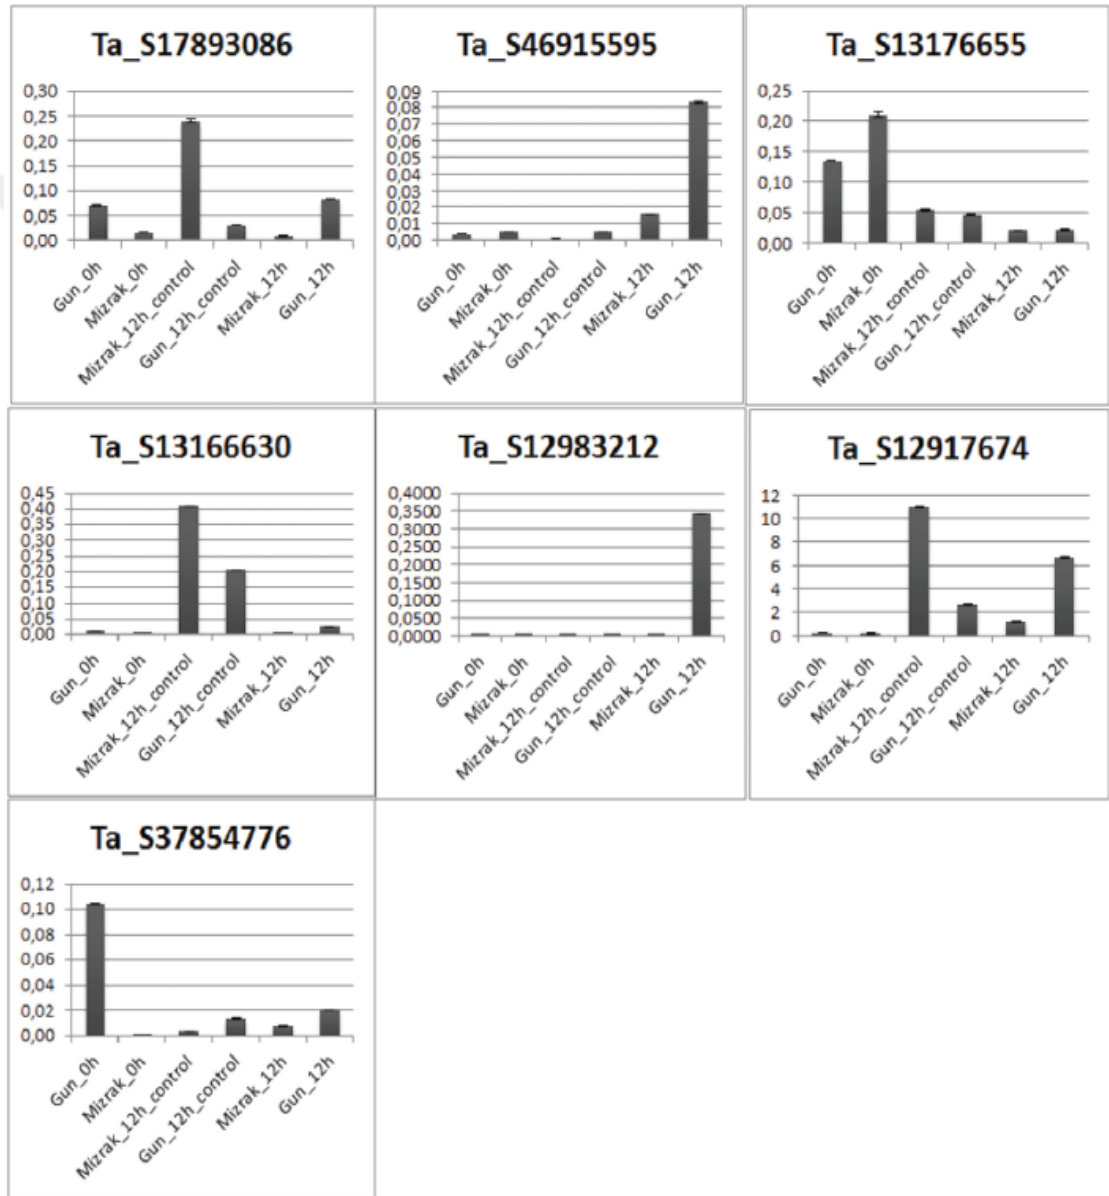 Ta_S17893086
0,30
0,25
0,20
0,15
0,10
0,05
0,00
Gun_0h
Mizrak_0h
Mizrak_12h_control
Gun_12h_control
Mizrak_12h
Gun_12h
Ta_S46915595
0,09
0,08
0,07
0,06
0,05
0,04
0,03
0,02
0,01
0,00
Gun_0h
Mizrak_0h
Mizrak_12h_control
Gun_12h_control
Mizrak_12h
Gun_12h
Ta_S13176655
0,25
0,20
0,15
0,10
0,05
0,00
Gun_0h
Mizrak_0h
Mizrak_12h_control
Gun_12h_control
Mizrak_12h
Gun_12h
Ta_S13166630
0,45
0,40
0,35
0,30
0,25
0,20
0,15
0,10
0,05
0,00
Gun_0h
Mizrak_0h
Mizrak_12h_control
Gun_12h_control
Mizrak_12h
Gun_12h
Ta_S12983212
0,4000
0,3500
0,3000
0,2500
0,2000
0,1500
0,1000
0,0500
0,0000
Gun_0h
Mizrak_0h
Mizrak_12h_control
Gun_12h_control
Mizrak_12h
Gun_12h
Ta_S12917674
12
10
8
6
4
2
0
Gun_0h
Mizrak_0h
Mizrak_12h_control
Gun_12h_control
Mizrak_12h
Gun_12h
Ta_S37854776
0,12
0,10
0,08
0,06
0,04
0,02
0,00
Gun_0h
Mizrak_0h
Mizrak_12h_control
Gun_12h_control
Mizrak_12h
Gun_12h